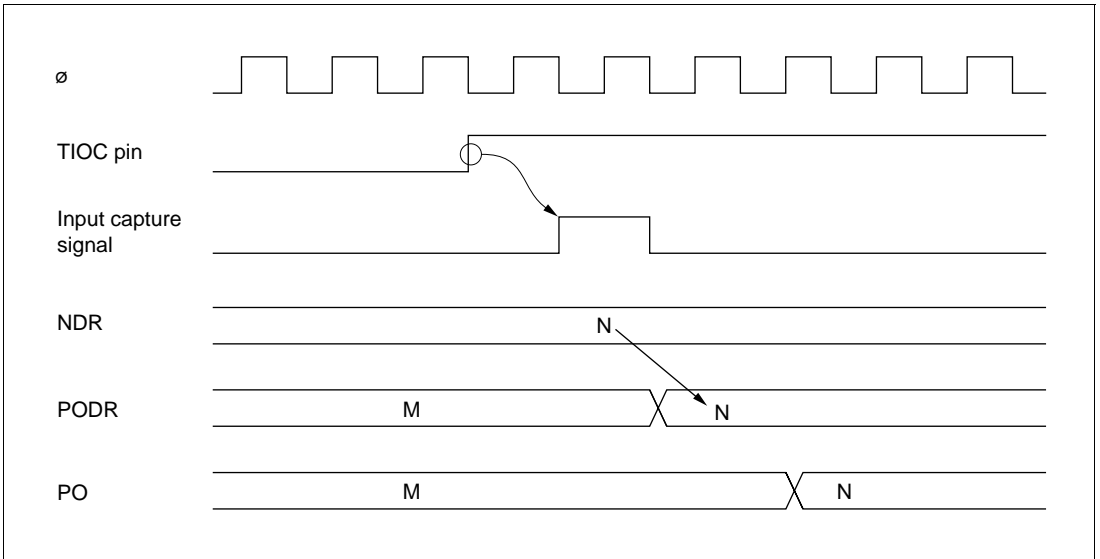 ø
TIOC pin
Input capture
signal
NDR
N
PODR
M
N
PO
M
N